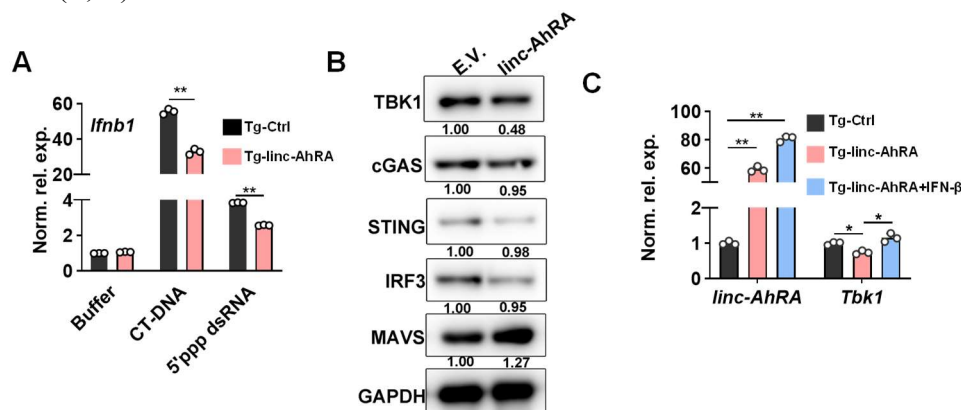 A
Ifnb1
**
Norm. rel. exp.
60
40
20
4
2
0
**
Tg-Ctrl
Tg-linc-AhRA
Buffer
CT-DNA
5'ppp dsRNA
B
E.V.
linc-AhRA
TBK1
1.00 0.48
cGAS
1.00 0.95
STING
1.00 0.98
IRF3
1.00 0.95
MAVS
1.00 1.27
GAPDH
C
Norm. rel. exp.
100
80
60
2
1
0
**
**
*
*
Tg-Ctrl
Tg-linc-AhRA
Tg-linc-AhRA+IFN-β
linc-AhRA
Tbk1